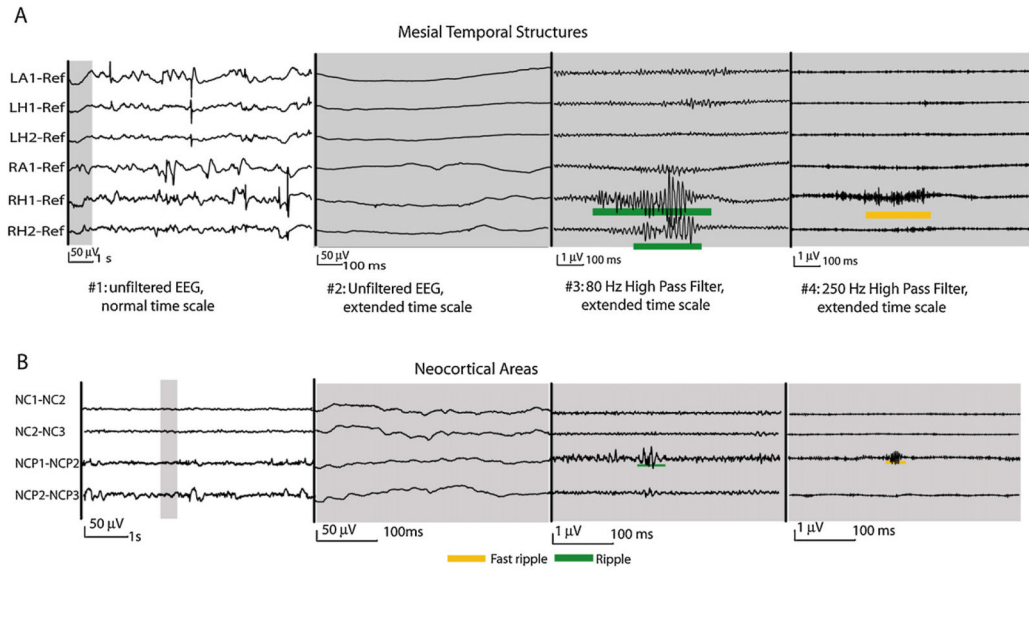 A
Mesial Temporal Structures
LA1-Ref
LH1-Ref
LH2-Ref
RA1-Ref
RH1-Ref
RH2-Ref
50 µV 1 s
50 µV 100 ms
1 µV 100 ms
1 µV 100 ms
#1: unfiltered EEG,
normal time scale
#2: Unfiltered EEG,
extended time scale
#3: 80 Hz High Pass Filter,
extended time scale
#4: 250 Hz High Pass Filter,
extended time scale
B
Neocortical Areas
NC1-NC2
NC2-NC3
NCP1-NCP2
NCP2-NCP3
50 µV 1s
50 µV 100ms
1 µV 100 ms
1 µV 100 ms
Fast ripple Ripple